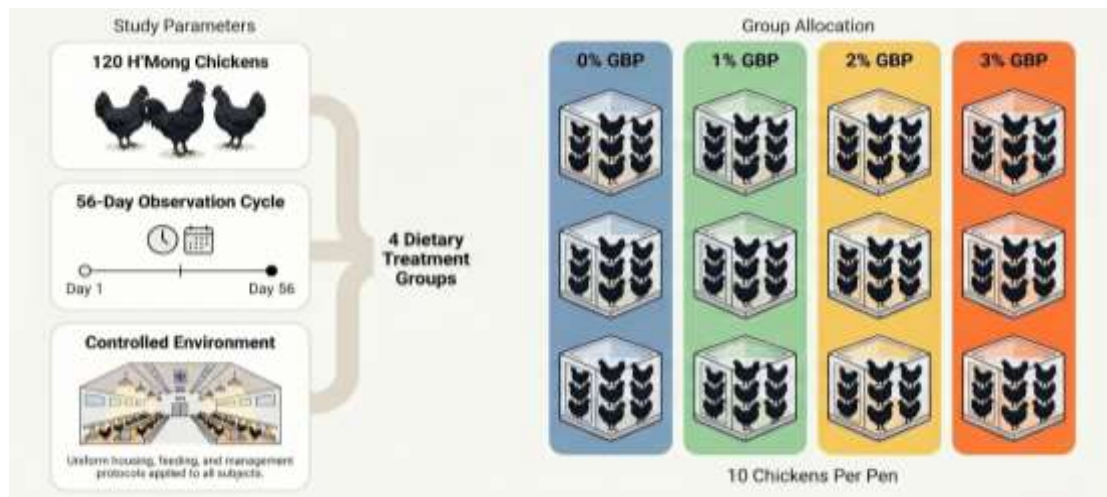 Study Parameters
120 H'Mong Chickens
56-Day Observation Cycle
Day 1
Day 56
Controlled Environment
Uniform housing, feeding, and management
protocols applied to all subjects.
4 Dietary
Treatment
Groups
Group Allocation
0% GBP
1% GBP
2% GBP
3% GBP
10 Chickens Per Pen